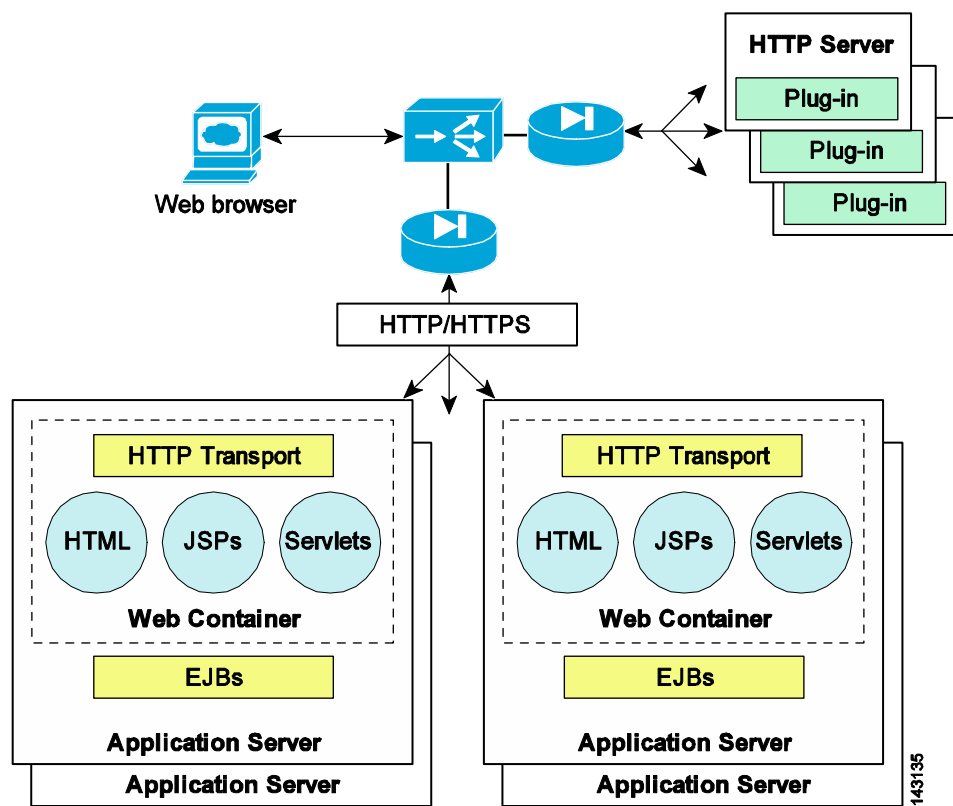 HTTP Server
Plug-in
Plug-in
Plug-in
Web browser
HTTP/HTTPS
HTTP Transport
HTML
JSPs
Servlets
Web Container
EJBs
Application Server
Application Server
HTTP Transport
HTML
JSPs
Servlets
Web Container
EJBs
Application Server
Application Server
143135